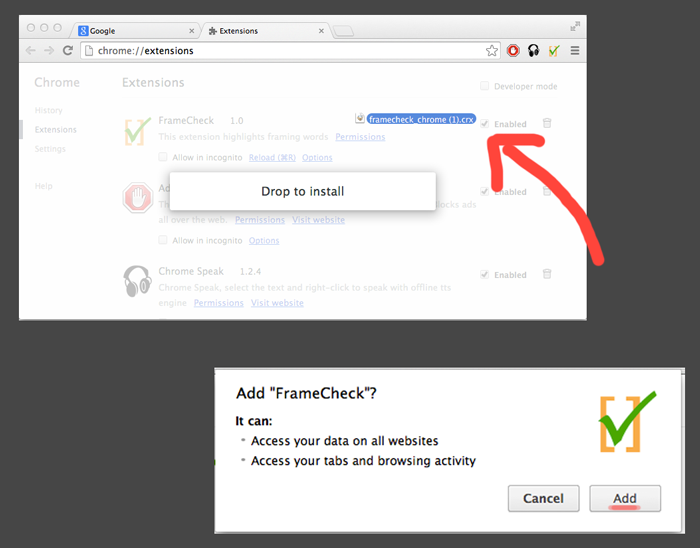 Google
Extensions
chrome://extensions
Chrome
Extensions
Developer mode
History
Extensions
Settings
Help
FrameCheck 1.0
framecheck_chrome (1).crx
Enabled
This extension highlights framing words Permissions
Allow in incognito Reload (⌘R) Options
Drop to install
Ad
Enabled
Th
locks ads
all over the web. Permissions Visit website
Allow in incognito Options
Chrome Speak 1.2.4
Enabled
Chrome Speak, select the text and right-click to speak with offline tts
engine Permissions Visit website
Add "FrameCheck"?
It can:
Access your data on all websites
Access your tabs and browsing activity
Cancel
Add